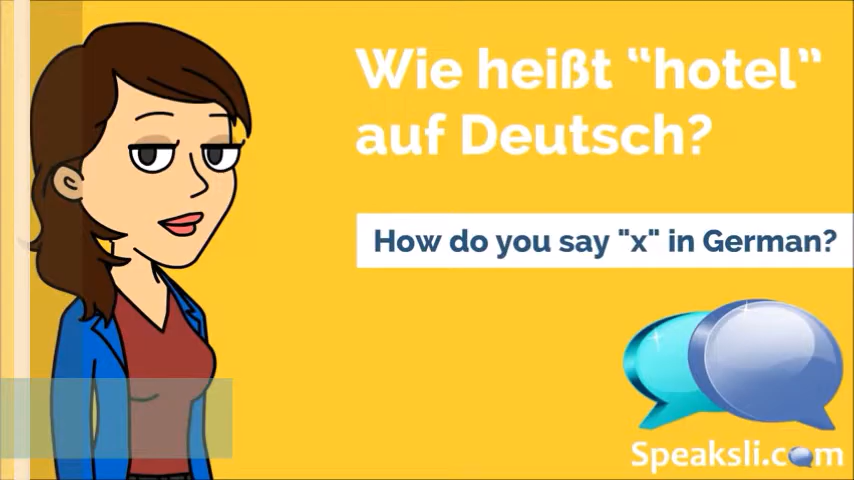 Wie heißt “hotel”
auf Deutsch?
How do you say "x" in German?
Speaksli.com